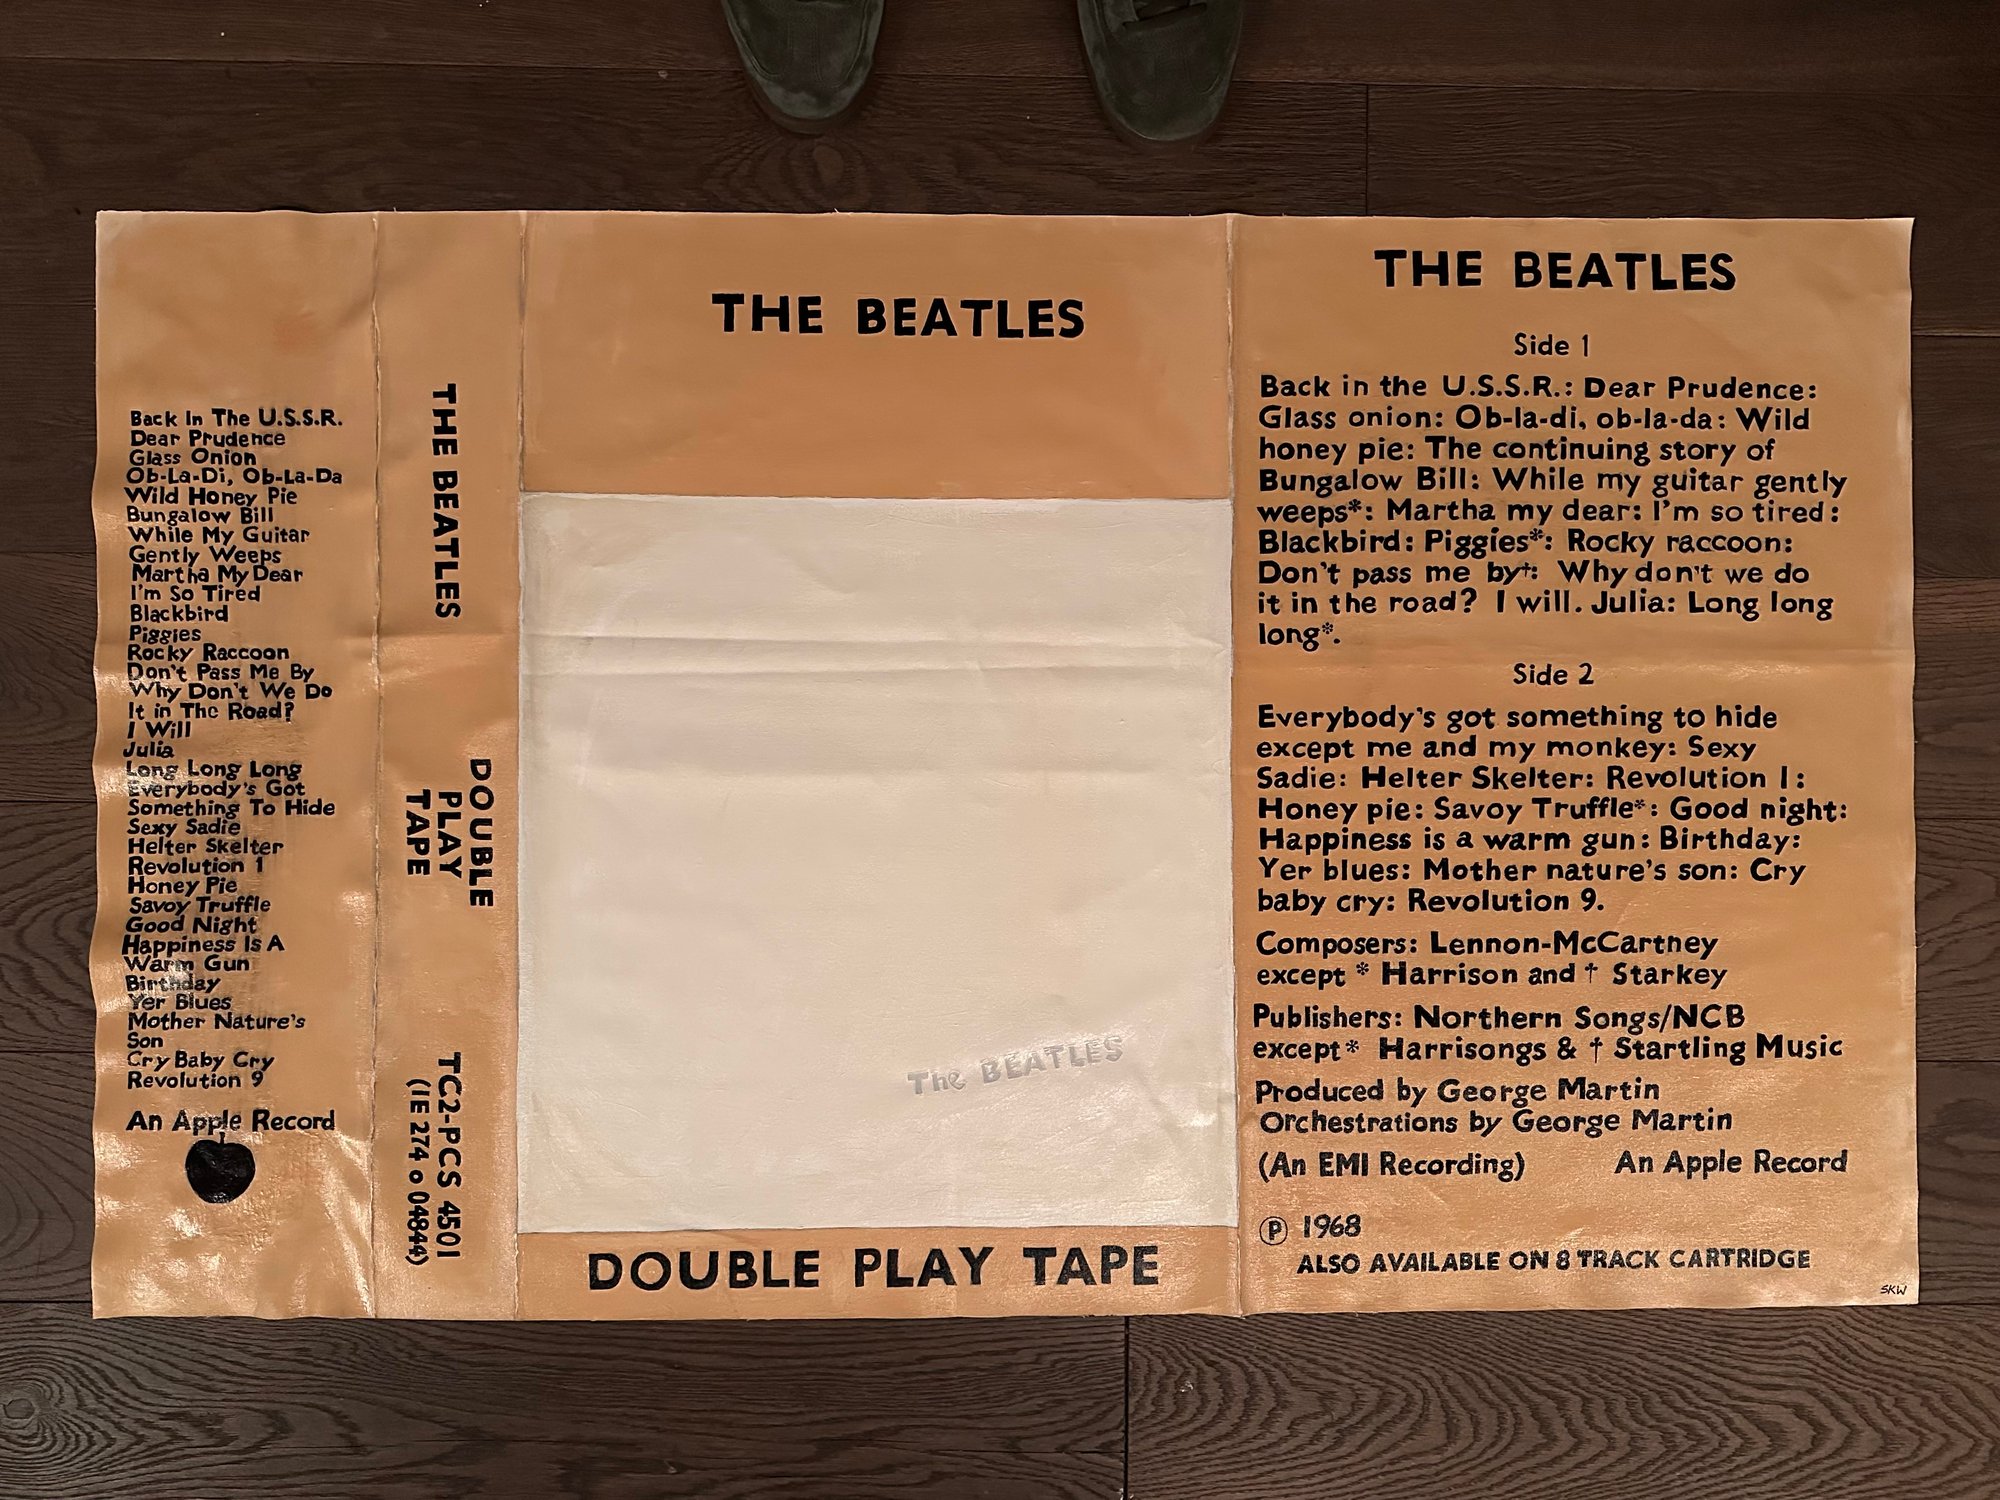 Back In The U.S.S.R.
Dear Prudence
Glass Onion
Ob-La-Di, Ob-La-Da
Wild Honey Pie
Bungalow Bill
While My Guitar
Gently Weeps
Martha My Dear
I'm So Tired
Blackbird
Piggies
Rocky Raccoon
Don't Pass Me By
Why Don't We Do
It in The Road?
I Will
Julia
Long Long Long
Everybody's Got
Something To Hide
Sexy Sadie
Helter Skelter
Revolution 1
Honey Pie
Savoy Truffle
Good Night
Happiness Is A
Warm Gun
Birthday
Yer Blues
Mother Nature's
Son
Cry Baby Cry
Revolution 9
An Apple Record
THE BEATLES
DOUBLE
PLAY
TAPE
TC2-PCS 4501
(IE 274 o 04844)
THE BEATLES
The BEATLES
DOUBLE PLAY TAPE
THE BEATLES
Side 1
Back in the U.S.S.R.: Dear Prudence:
Glass onion: Ob-la-di, ob-la-da: Wild
honey pie: The continuing story of
Bungalow Bill: While my guitar gently
weeps*: Martha my dear: I'm so tired:
Blackbird: Piggies*: Rocky raccoon:
Don't pass me by†: Why don't we do
it in the road? I will. Julia: Long long
long*.
Side 2
Everybody's got something to hide
except me and my monkey: Sexy
Sadie: Helter Skelter: Revolution 1:
Honey pie: Savoy Truffle*: Good night:
Happiness is a warm gun: Birthday:
Yer blues: Mother nature's son: Cry
baby cry: Revolution 9.
Composers: Lennon-McCartney
except * Harrison and † Starkey
Publishers: Northern Songs/NCB
except* Harrisongs & † Startling Music
Produced by George Martin
Orchestrations by George Martin
(An EMI Recording) An Apple Record
℗ 1968
ALSO AVAILABLE ON 8 TRACK CARTRIDGE
SKW